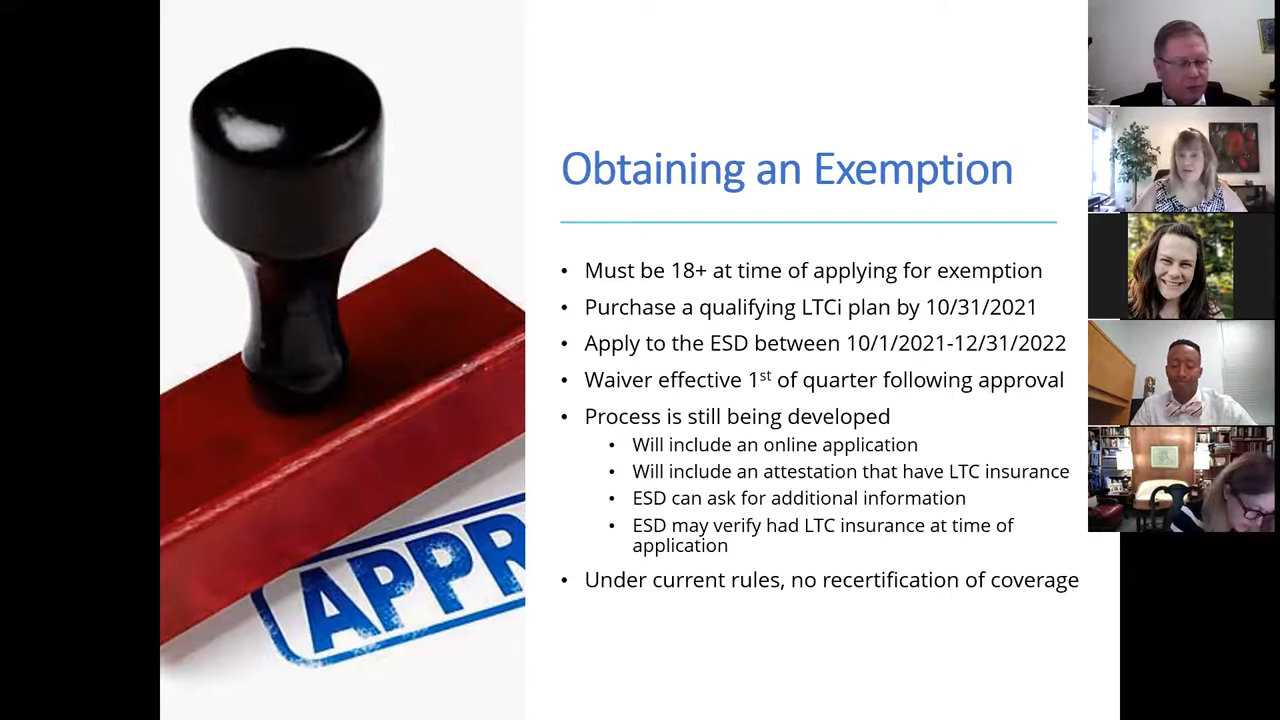 Obtaining an Exemption
• Must be 18+ at time of applying for exemption
• Purchase a qualifying LTCi plan by 10/31/2021
• Apply to the ESD between 10/1/2021-12/31/2022
• Waiver effective 1st of quarter following approval
• Process is still being developed
• Will include an online application
• Will include an attestation that have LTC insurance
• ESD can ask for additional information
• ESD may verify had LTC insurance at time of
application
• Under current rules, no recertification of coverage
APPR